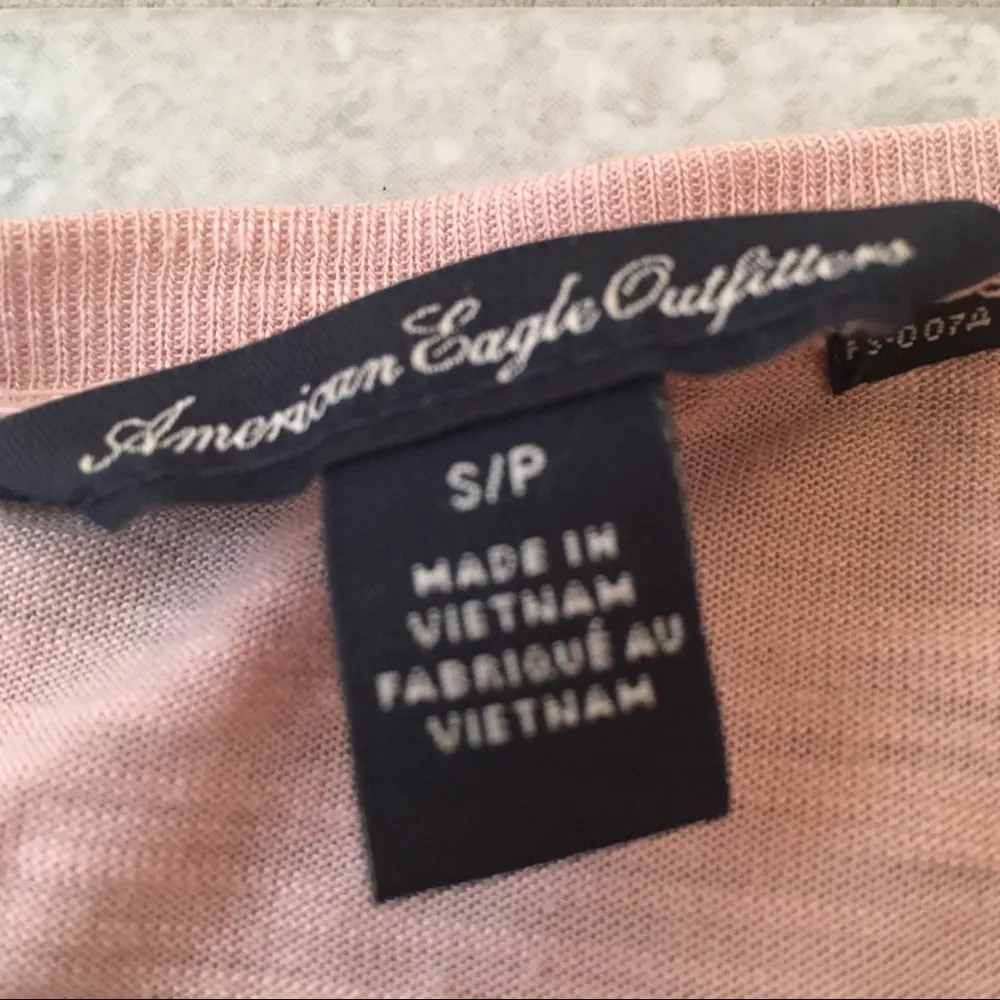 American Eagle Outfitters
S/P
MADE IN
VIETNAM
FABRIQUÉ AU
VIETNAM